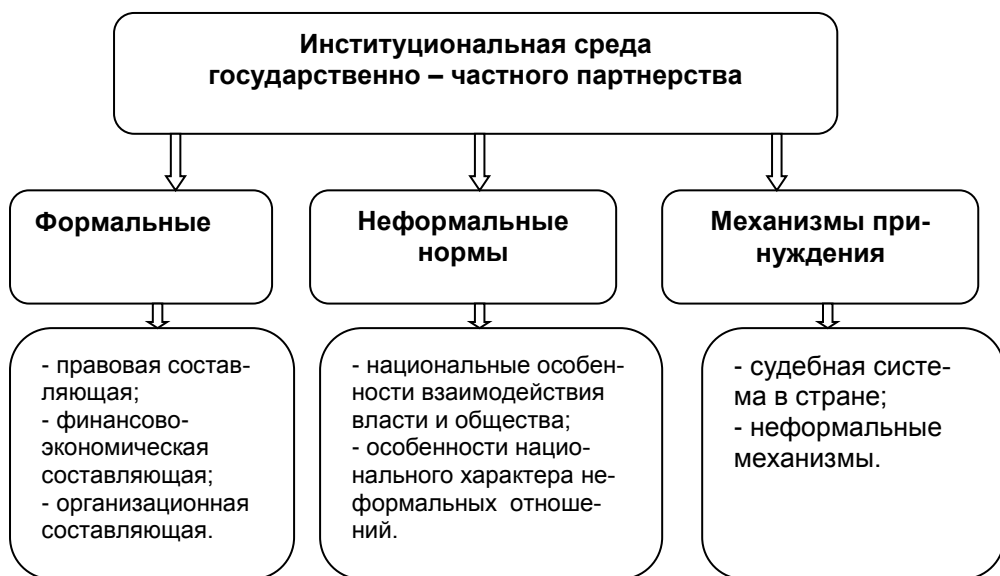 Институциональная среда
государственно – частного партнерства
Формальные
Неформальные
нормы
Механизмы при-
нуждения
- правовая состав-
ляющая;
- финансово-
экономическая
составляющая;
- организационная
составляющая.
- национальные особен-
ности взаимодействия
власти и общества;
- особенности нацио-
нального характера не-
формальных отноше-
ний.
- судебная систе-
ма в стране;
- неформальные
механизмы.